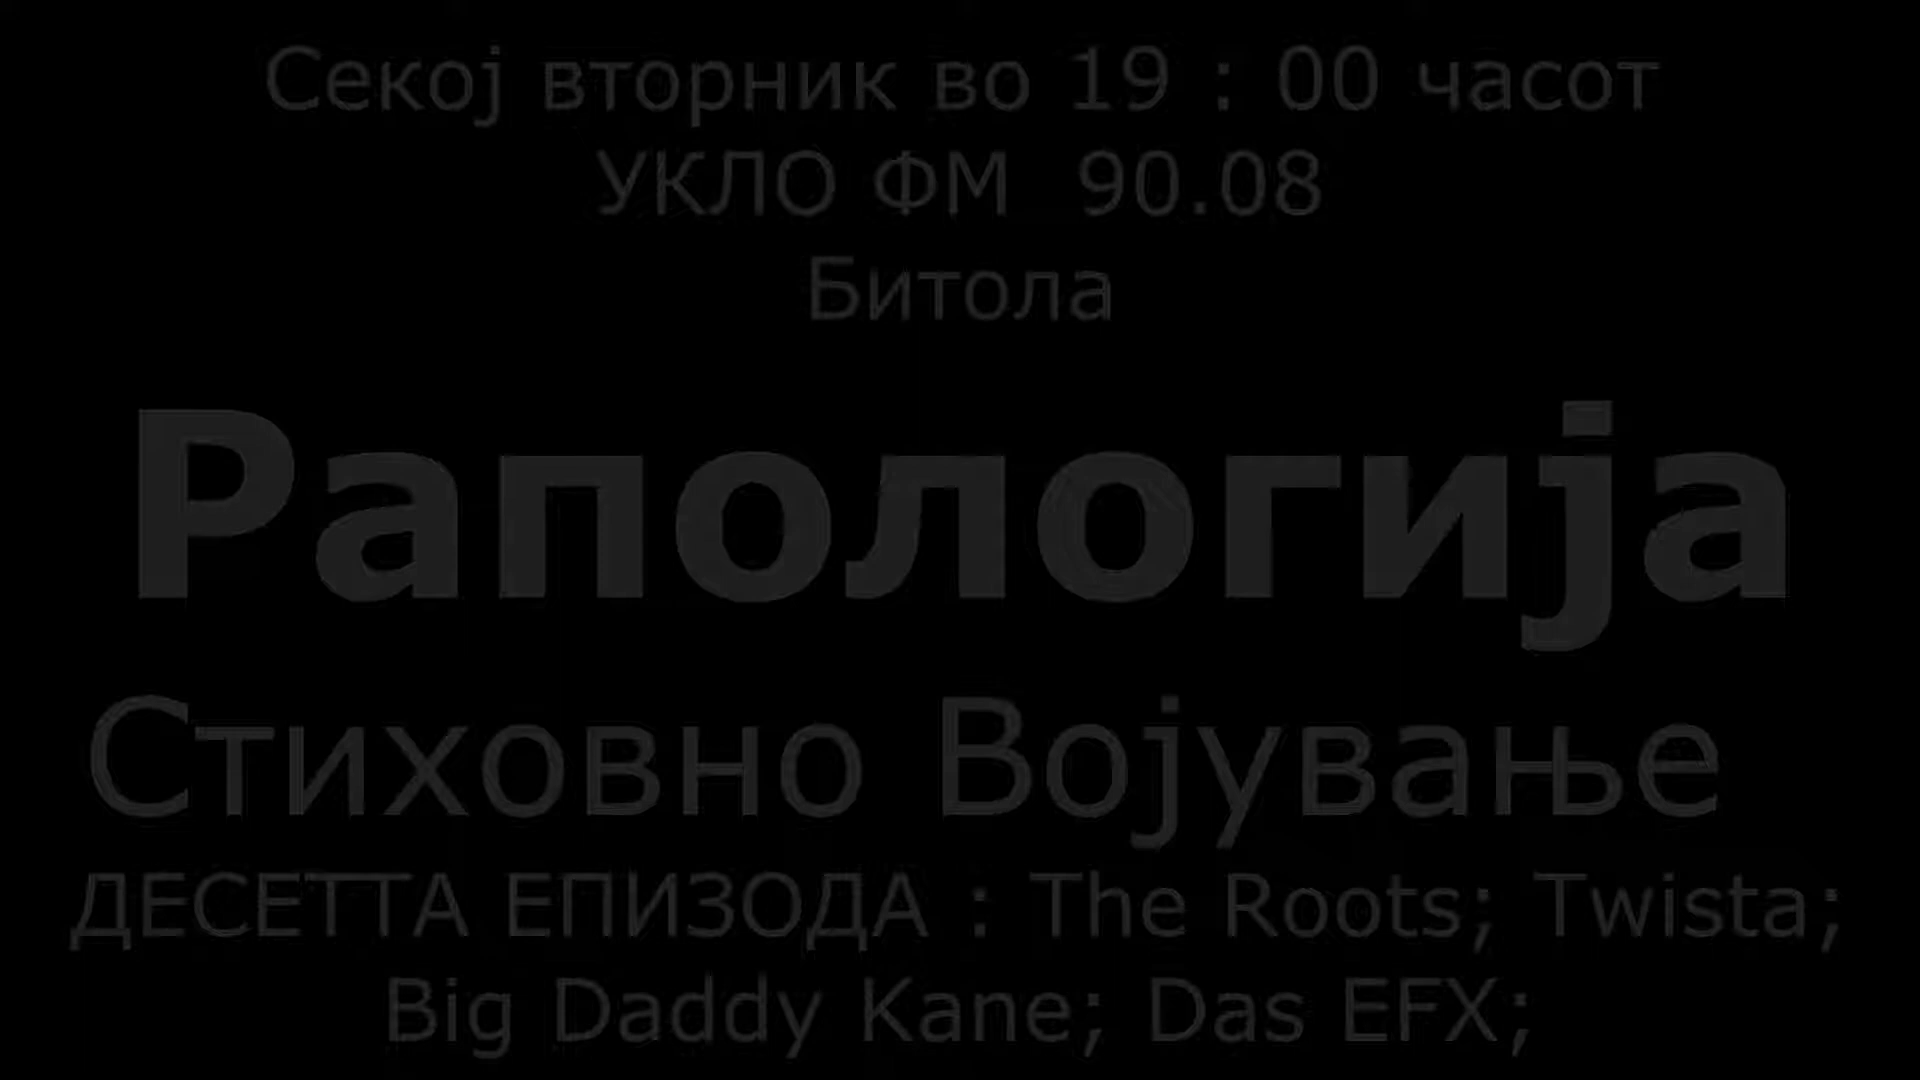 Секој вторник во 19 : 00 часот
УКЛО ФМ 90.08
Битола
Рапологија
Стиховно Војување
ДЕСЕТТА ЕПИЗОДА : The Roots; Twista;
Big Daddy Kane; Das EFX;